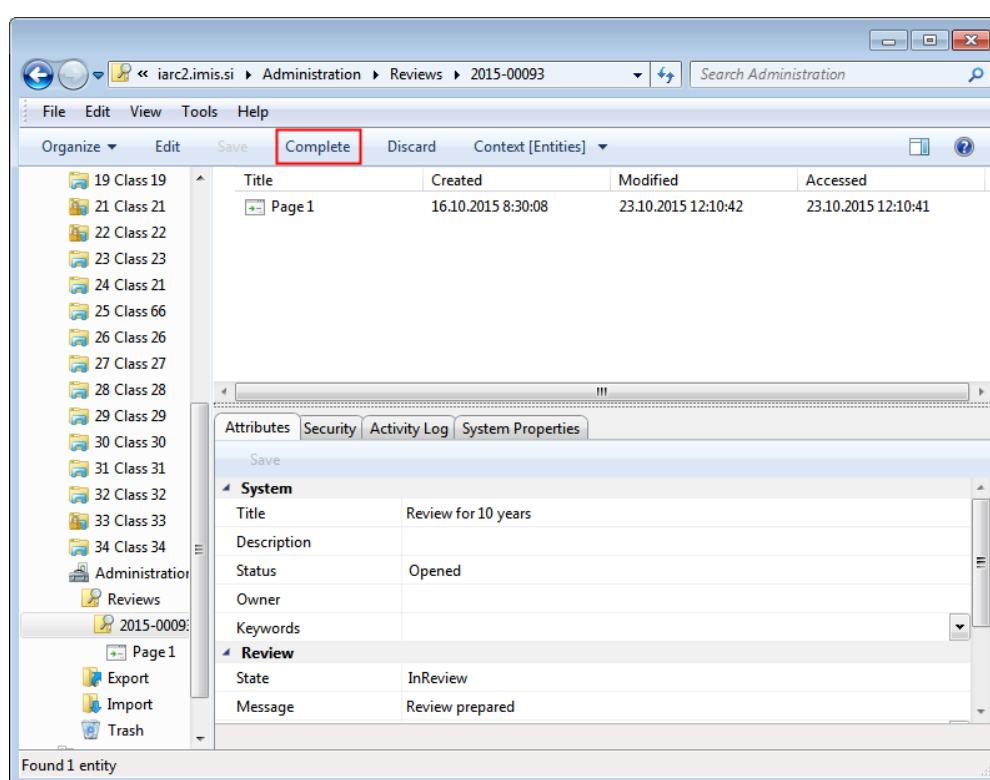 « iarc2.imis.si ▸ Administration ▸ Reviews ▸ 2015-00093
Search Administration
File Edit View Tools Help
Organize Edit Save Complete Discard Context [Entities]
19 Class 19
21 Class 21
22 Class 22
23 Class 23
24 Class 21
25 Class 66
26 Class 26
27 Class 27
28 Class 28
29 Class 29
30 Class 30
31 Class 31
32 Class 32
33 Class 33
34 Class 34
Administration
Reviews
2015-00093
Page 1
Export
Import
Trash
Title Created Modified Accessed
Page 1 16.10.2015 8:30:08 23.10.2015 12:10:42 23.10.2015 12:10:41
Attributes Security Activity Log System Properties
Save
System
Title Review for 10 years
Description
Status Opened
Owner
Keywords
Review
State InReview
Message Review prepared
Found 1 entity